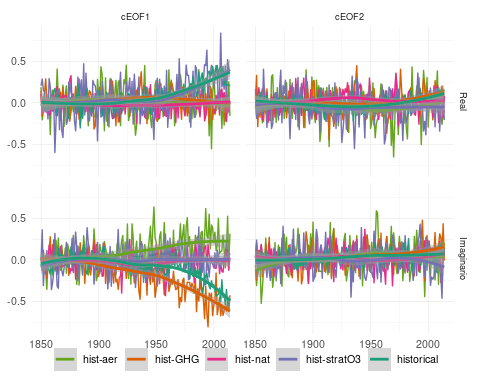 cEOF1 cEOF2
0.5
0.0
-0.5
Real
0.5
0.0
-0.5
Imaginario
1850 1900 1950 2000 1850 1900 1950 2000
hist-aer hist-GHG hist-nat hist-stratO3 historical